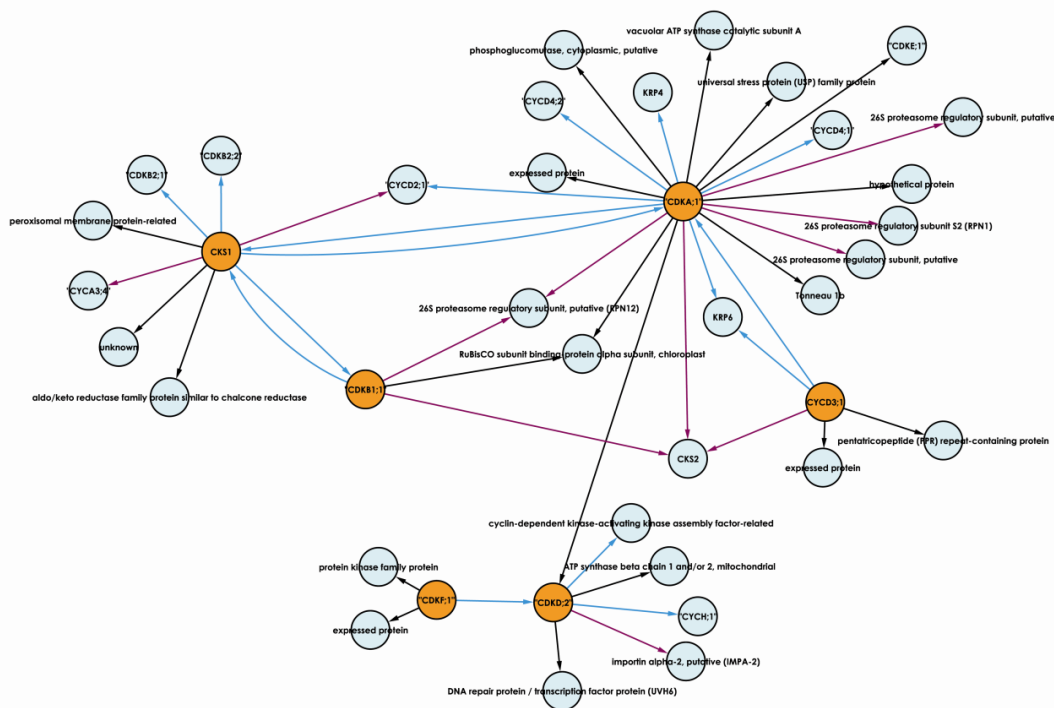 vacuolar ATP synthase catalytic subunit A
phosphoglucomutase, cytoplasmic, putative
"CDKE;1"
universal stress protein (USP) family protein
KRP4
"CYCD4;2"
26S proteasome regulatory subunit, putative
"CYCD4;1"
"CDKB2;2"
"CDKB2;1"
expressed protein
"CYCD2;1"
hypothetical protein
"CDKA;1"
peroxisomal membrane protein-related
26S proteasome regulatory subunit S2 (RPN1)
CKS1
26S proteasome regulatory subunit, putative
"CYCA3;4"
Tonneau 1b
26S proteasome regulatory subunit, putative (RPN12)
KRP6
unknown
RuBisCO subunit binding-protein alpha subunit, chloroplast
"CDKB1;1"
aldo/keto reductase family protein similar to chalcone reductase
CYCD3;1
pentatricopeptide (PPR) repeat-containing protein
CKS2
expressed protein
cyclin-dependent kinase-activating kinase assembly factor-related
protein kinase family protein
ATP synthase beta chain 1 and/or 2, mitochondrial
"CDKF;1"
"CDKD;2"
"CYCH;1"
expressed protein
importin alpha-2, putative (IMPA-2)
DNA repair protein / transcription factor protein (UVH6)